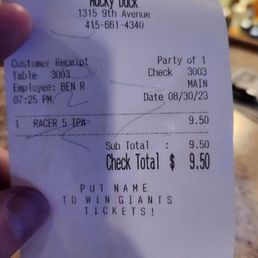 Mucky Duck
1315 9th Avenue
415-661-4340
Customer Receipt Party of 1
Table 3003 Check 3003
Employee: BEN R MAIN
07:25 PM Date 08/30/23
1 RACER 5 IPA 9.50
Sub Total : 9.50
Check Total $ 9.50
PUT NAME
TO WIN GIANTS
TICKETS!